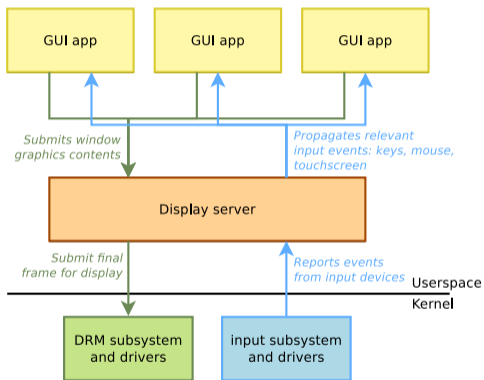 GUI app
GUI app
GUI app
Submits window
graphics contents
Propagates relevant
input events: keys, mouse,
touchscreen
Display server
Submit final
frame for display
Reports events
from input devices
Userspace
Kernel
DRM subsystem
and drivers
input subsystem
and drivers